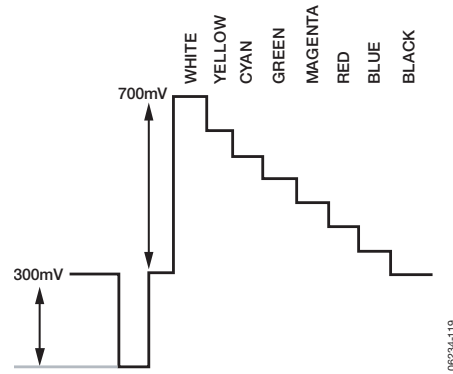 WHITE
YELLOW
CYAN
GREEN
MAGENTA
RED
BLUE
BLACK
700mV
300mV
06234-119